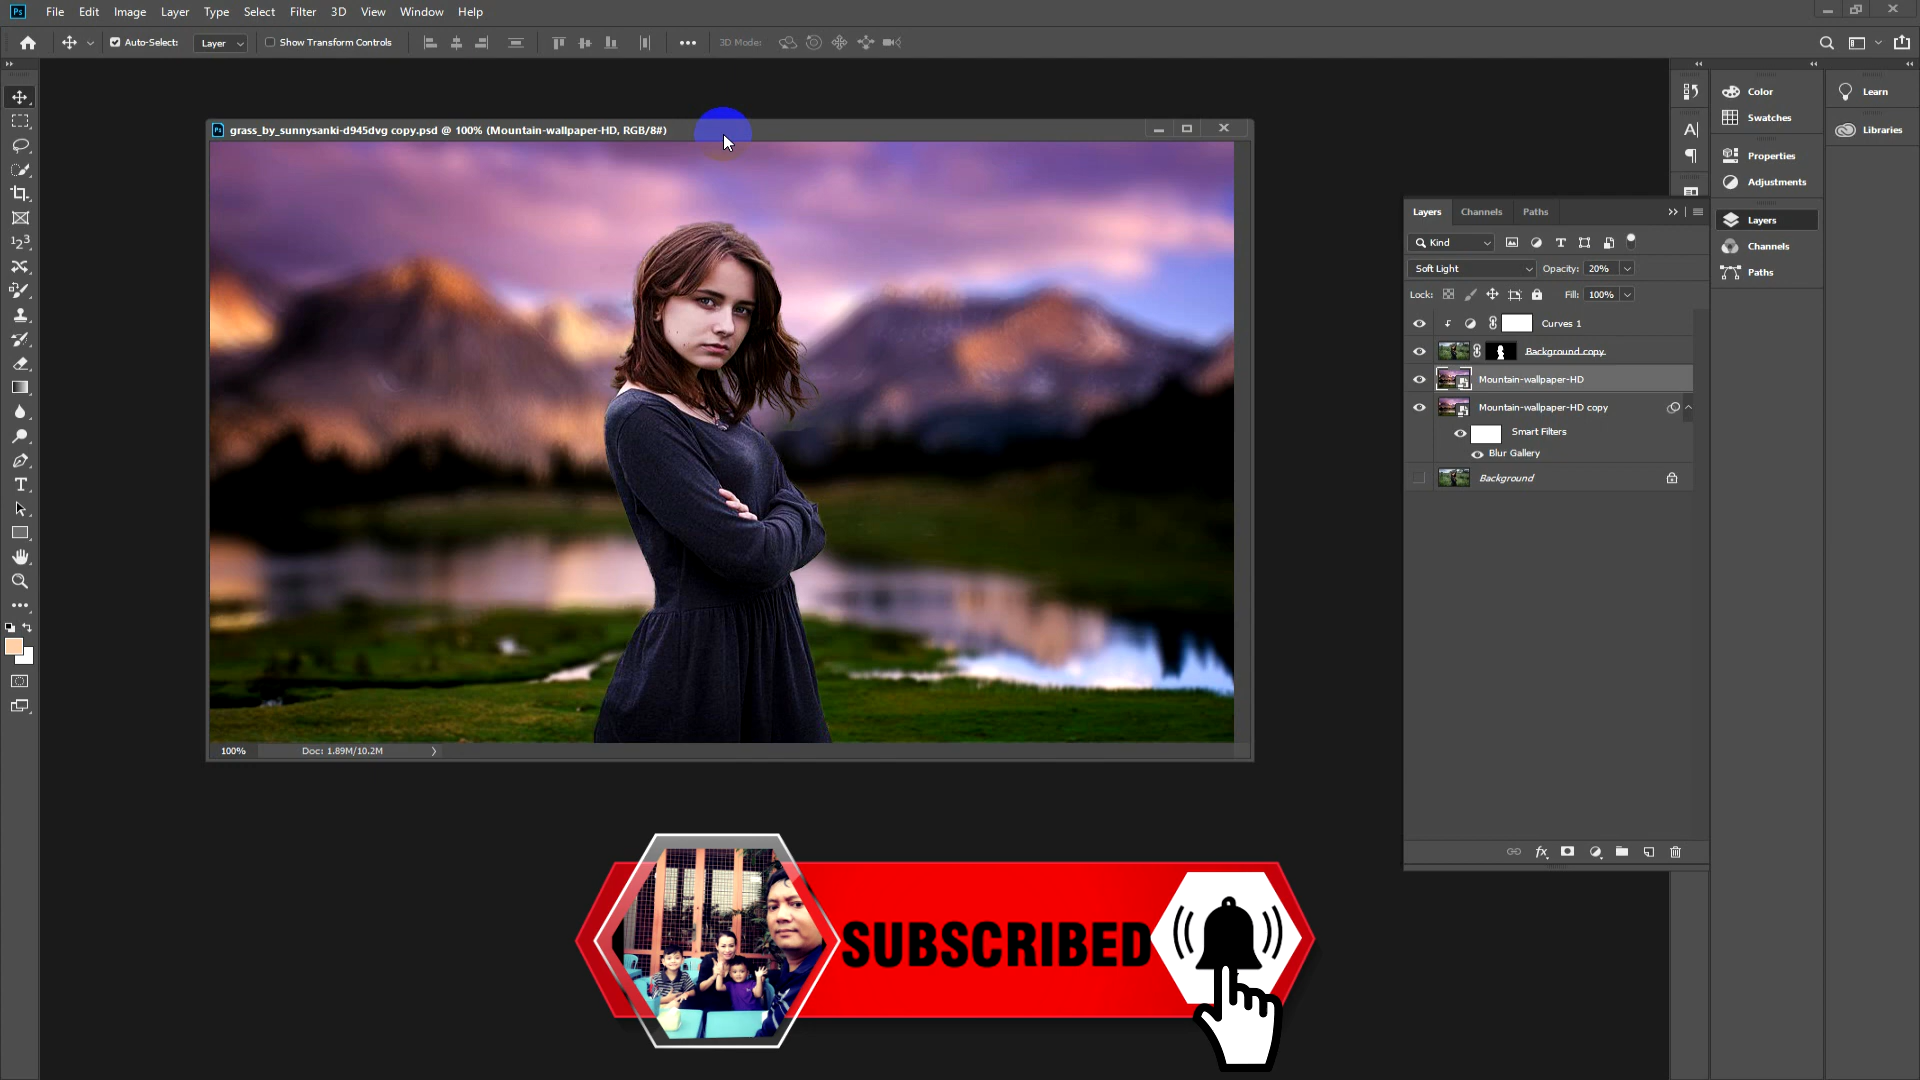 Ps File Edit Image Layer Type Select Filter 3D View Window Help
Auto-Select: Layer Show Transform Controls 3D Mode:
Color Learn
Swatches Libraries
Properties
Adjustments
Layers
Channels
Paths
Ps grass_by_sunnysanki-d945dvg copy.psd @ 100% (Mountain-wallpaper-HD, RGB/8#)
100% Doc: 1.89M/10.2M
Layers Channels Paths
Kind
Soft Light Opacity: 20%
Lock: Fill: 100%
Curves 1
Background copy
Mountain-wallpaper-HD
Mountain-wallpaper-HD copy
Smart Filters
Blur Gallery
Background
fx
SUBSCRIBED